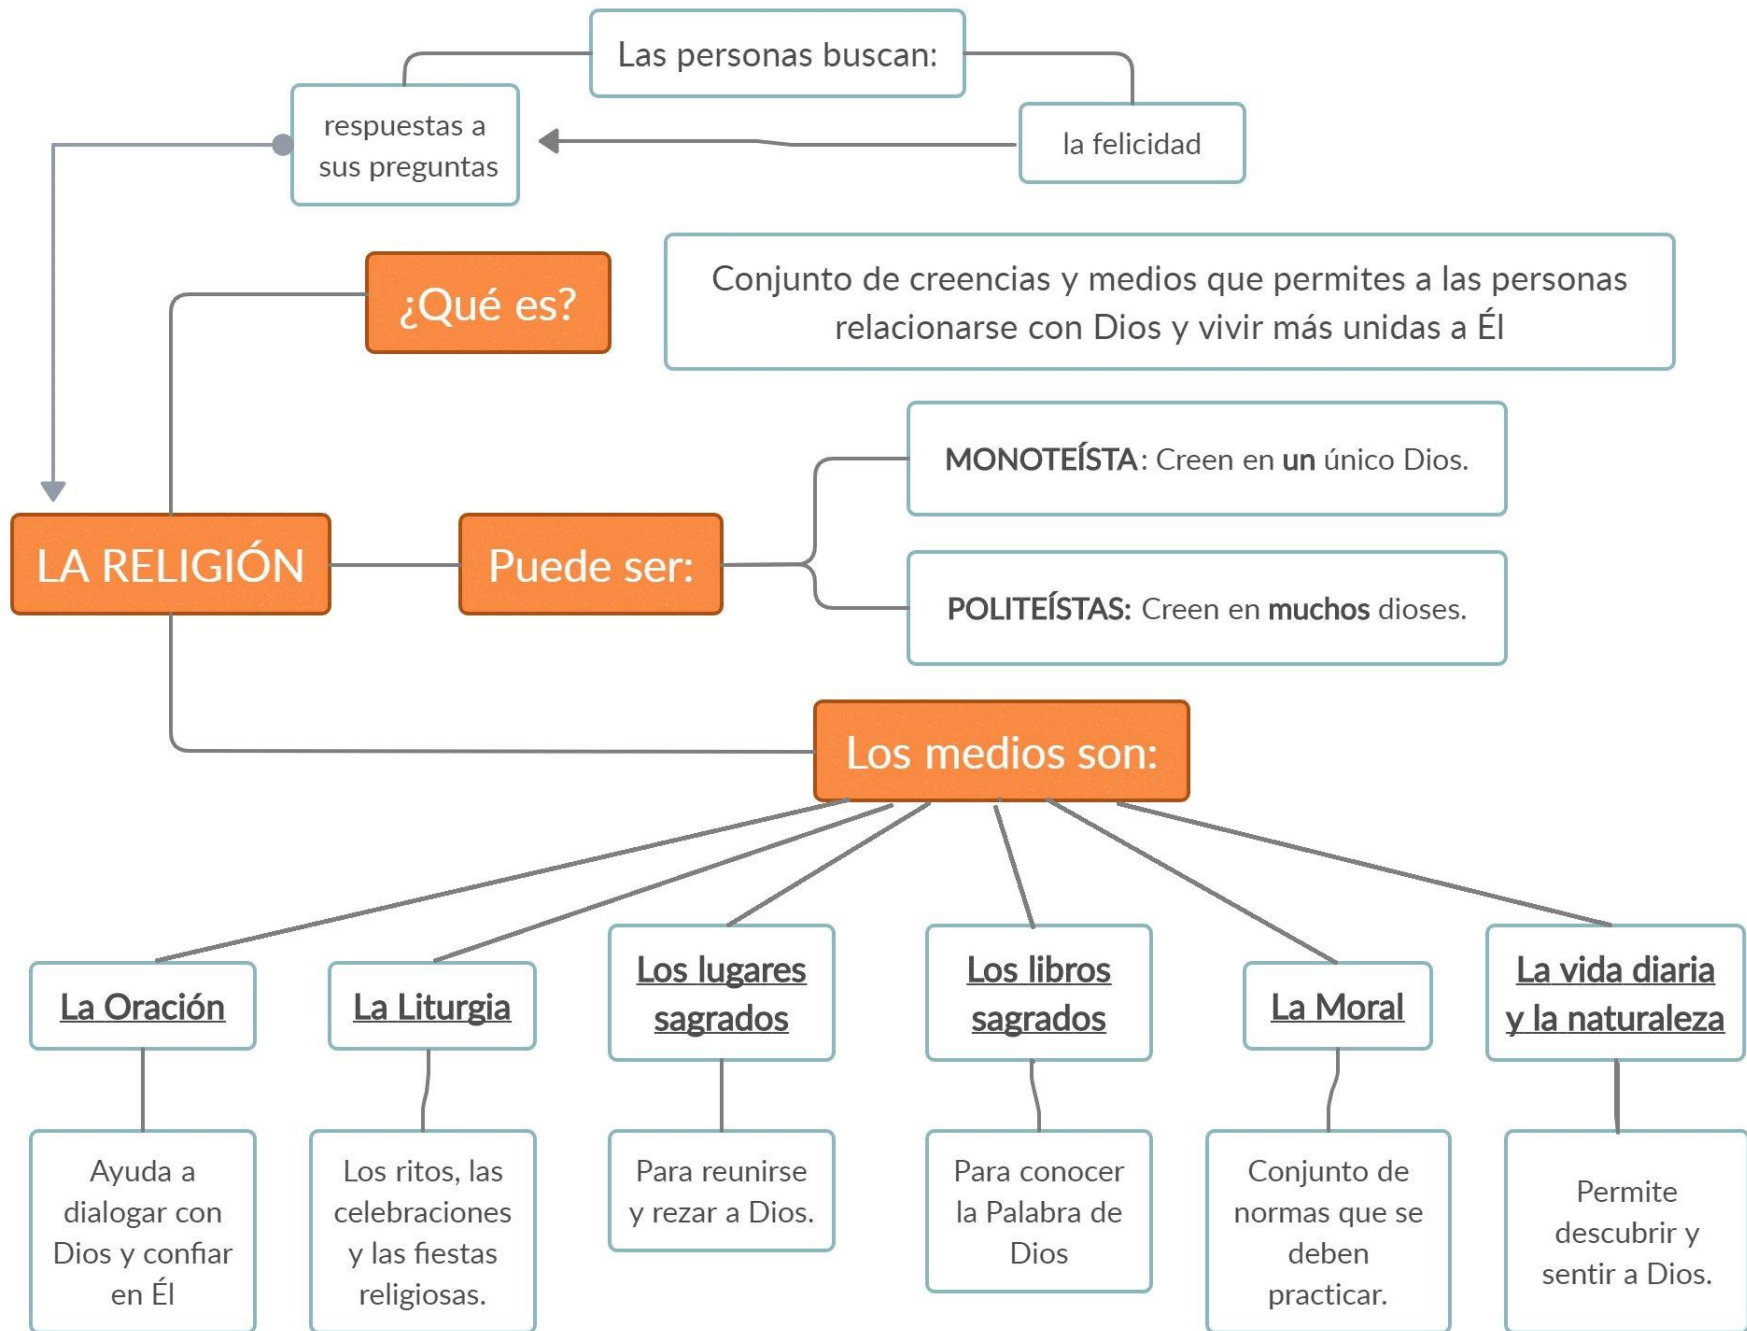 Las personas buscan:
respuestas a
sus preguntas
la felicidad
¿Qué es?
Conjunto de creencias y medios que permites a las personas
relacionarse con Dios y vivir más unidas a Él
MONOTEÍSTA: Creen en un único Dios.
LA RELIGIÓN
Puede ser:
POLITEÍSTAS: Creen en muchos dioses.
Los medios son:
La Oración
La Liturgia
Los lugares
sagrados
Los libros
sagrados
La Moral
La vida diaria
y la naturaleza
Ayuda a
dialogar con
Dios y confiar
en Él
Los ritos, las
celebraciones
y las fiestas
religiosas.
Para reunirse
y rezar a Dios.
Para conocer
la Palabra de
Dios
Conjunto de
normas que se
deben
practicar.
Permite
descubrir y
sentir a Dios.